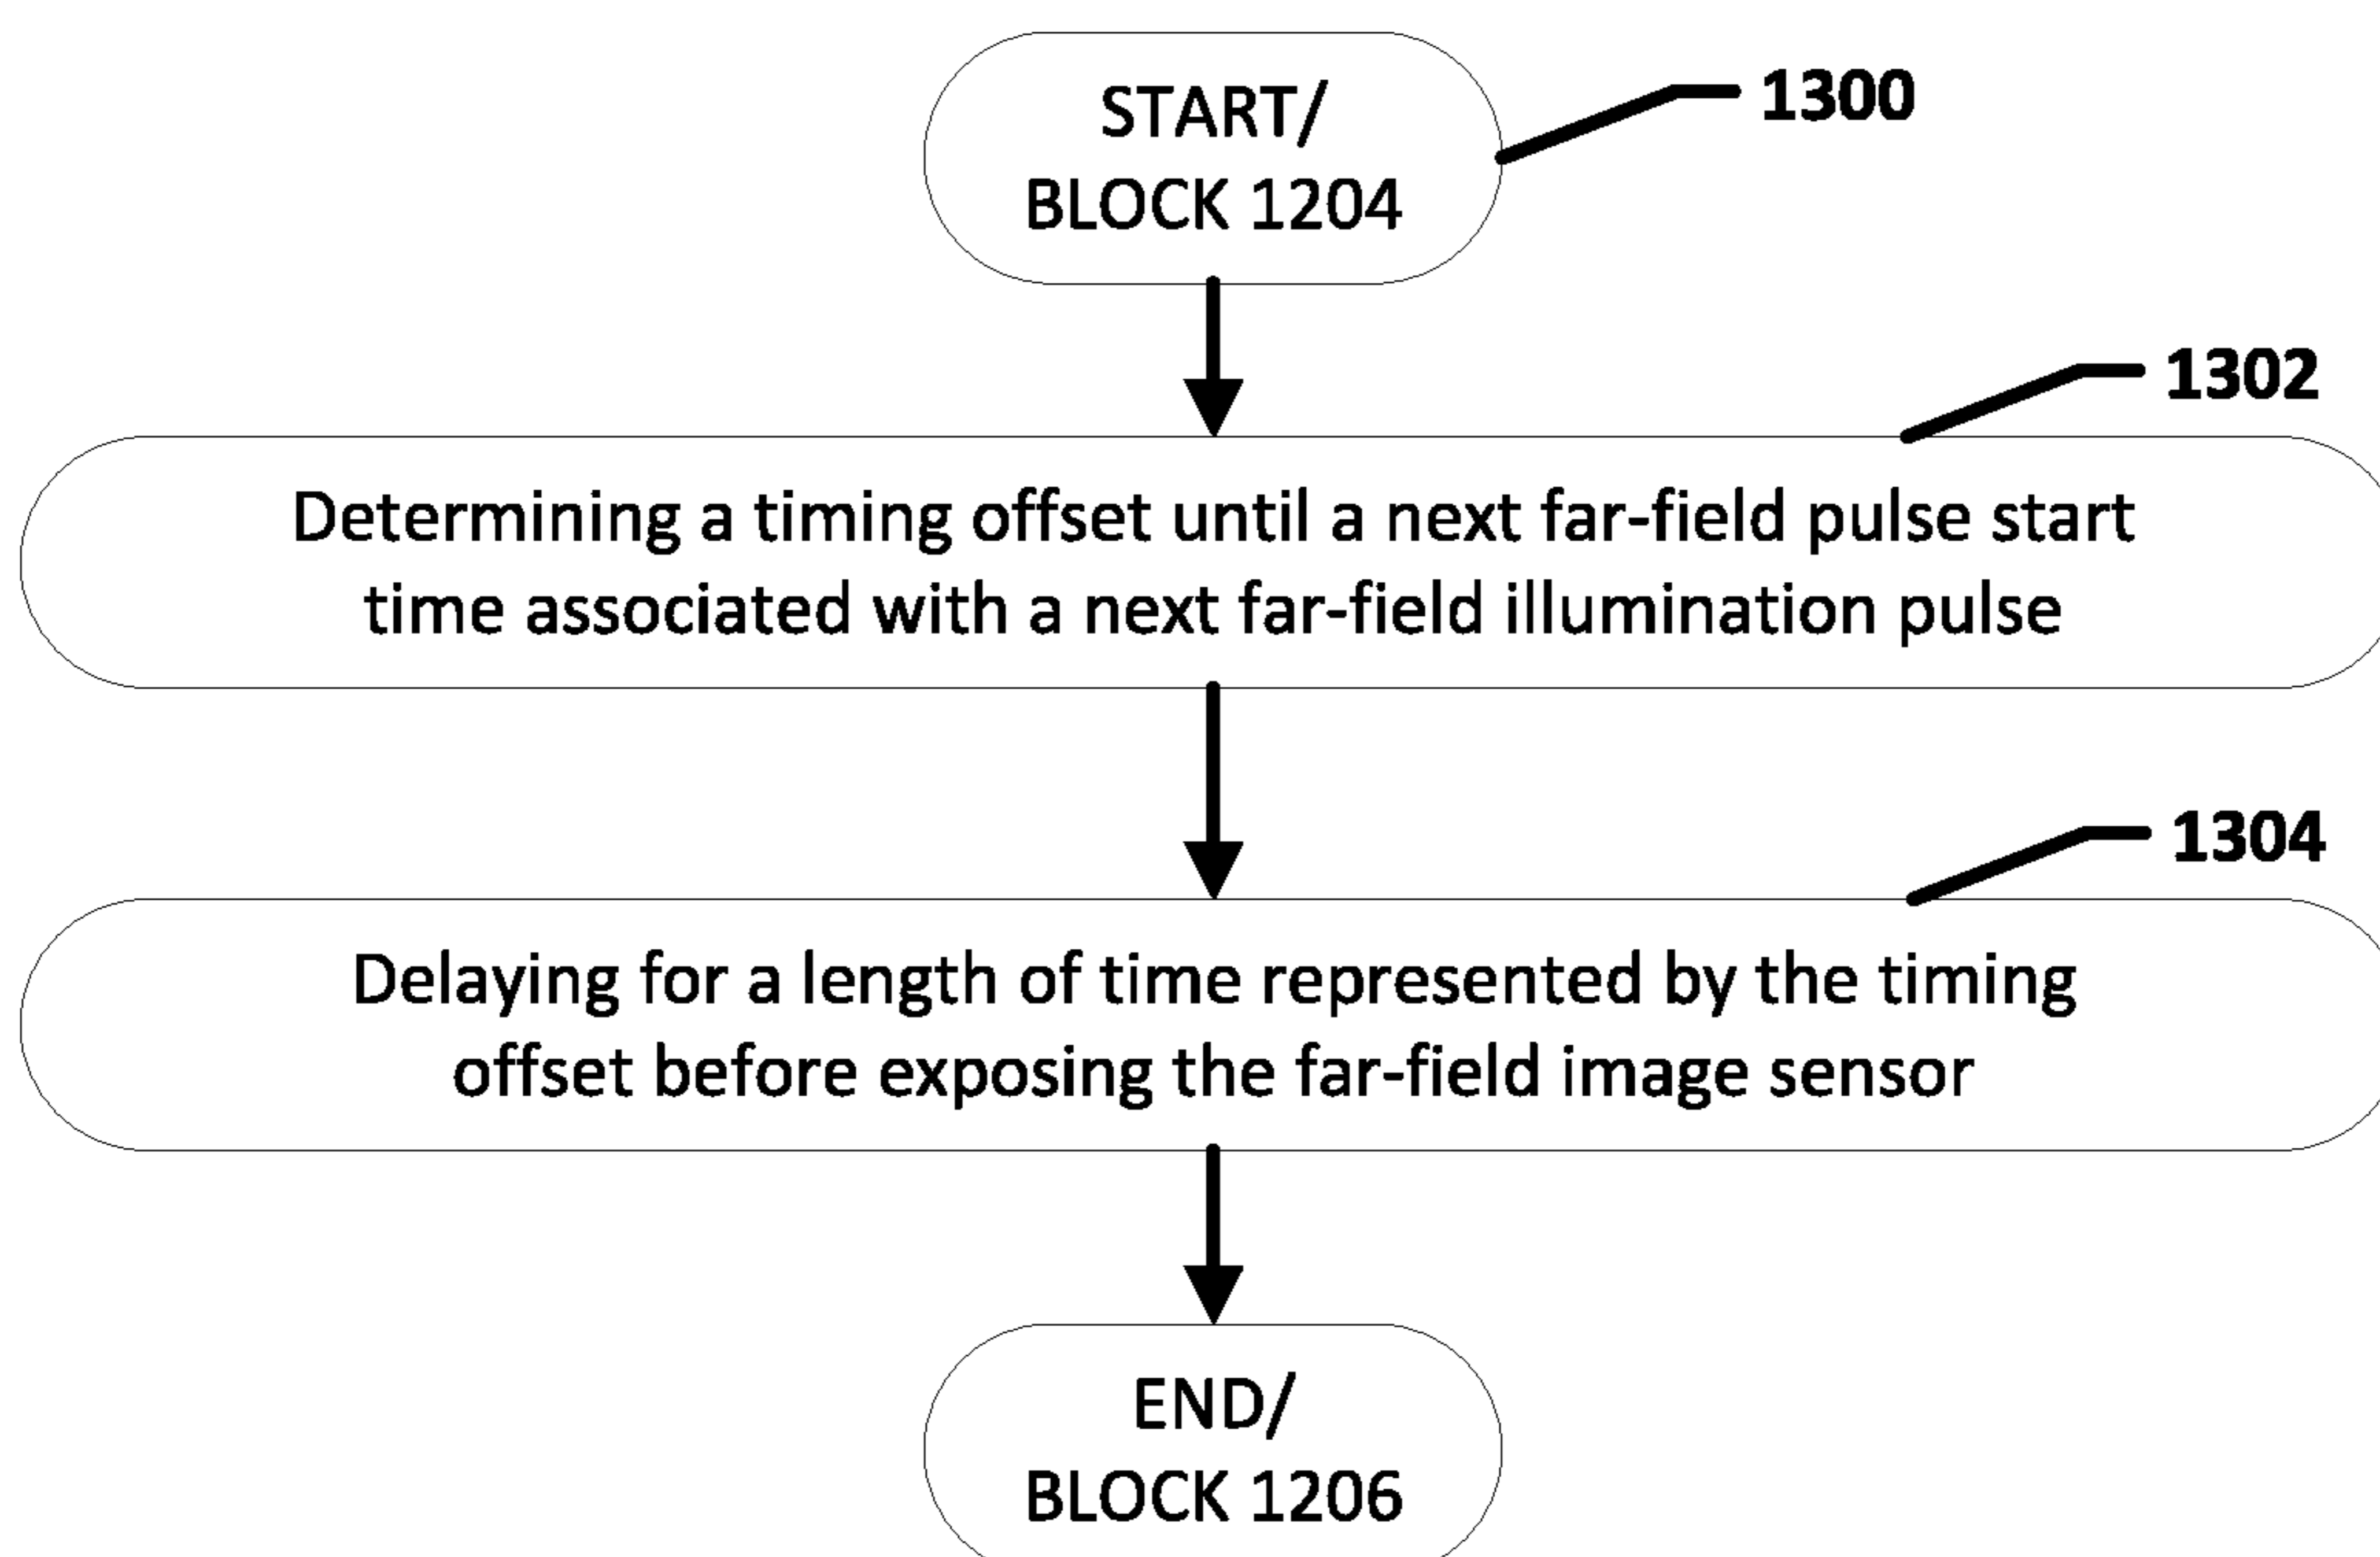 START/
BLOCK 1204
1300
1302
Determining a timing offset until a next far-field pulse start
time associated with a next far-field illumination pulse
1304
Delaying for a length of time represented by the timing
offset before exposing the far-field image sensor
END/
BLOCK 1206